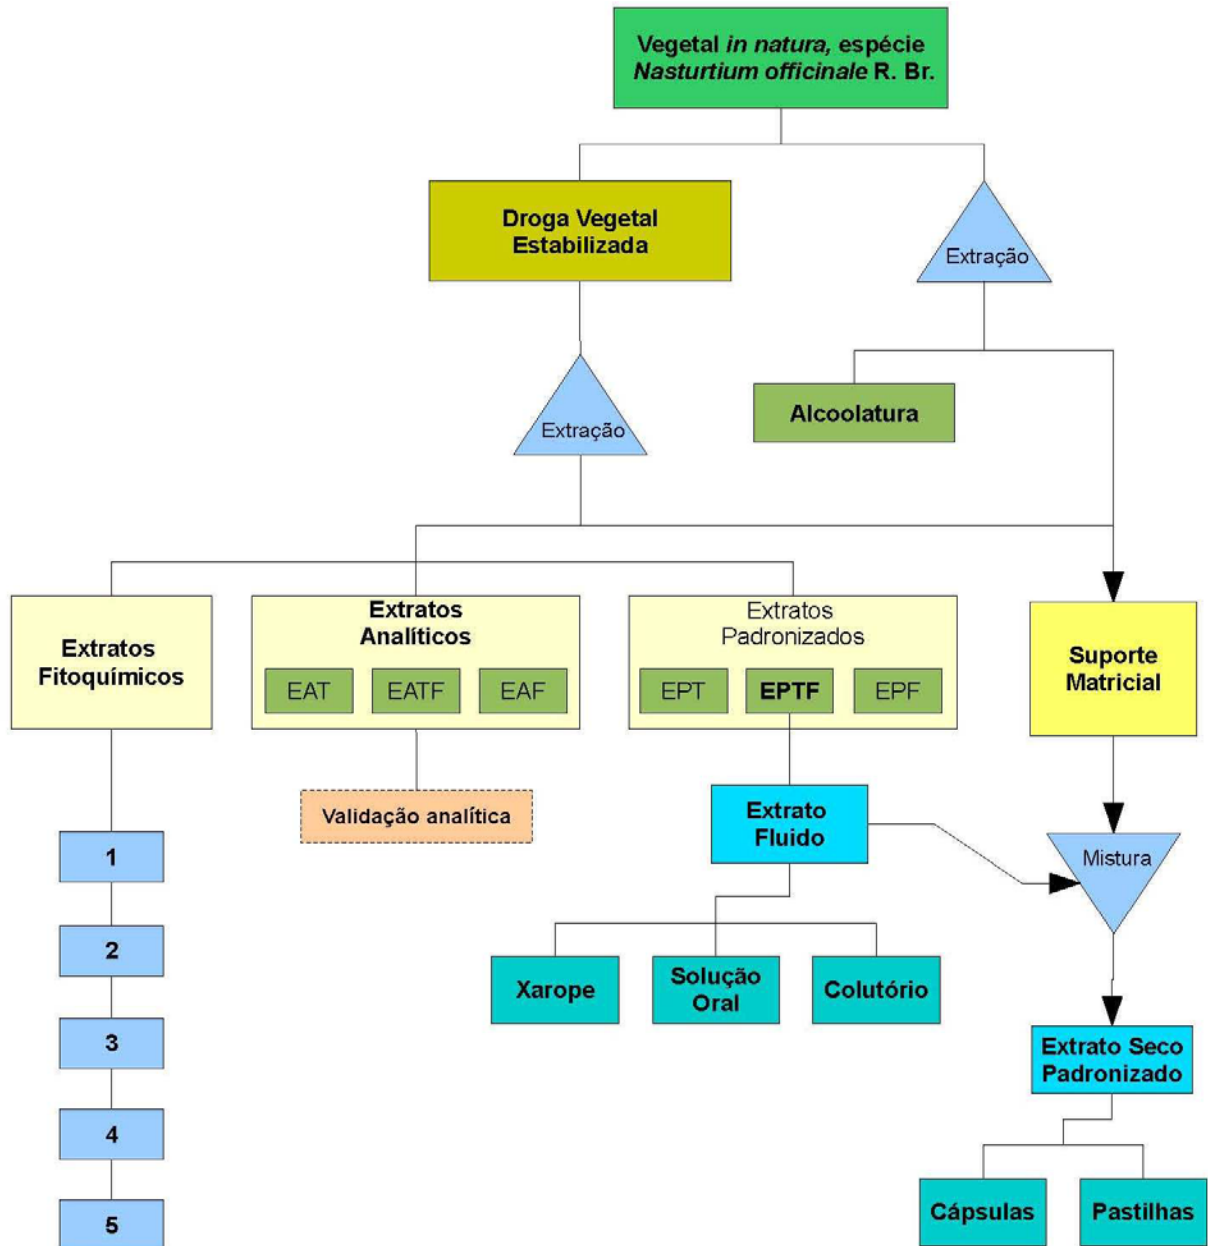 Vegetal in natura, espécie
Nasturtium officinale R. Br.
Droga Vegetal
Estabilizada
Extração
Alcoolatura
Extração
Extratos
Fitoquímicos
Extratos
Analíticos
EAT EATF EAF
Extratos
Padronizados
EPT EPTF EPF
Suporte
Matricial
Validação analítica
Extrato
Fluido
Mistura
1
2
3
4
5
Xarope
Solução
Oral
Colutório
Extrato Seco
Padronizado
Cápsulas
Pastilhas